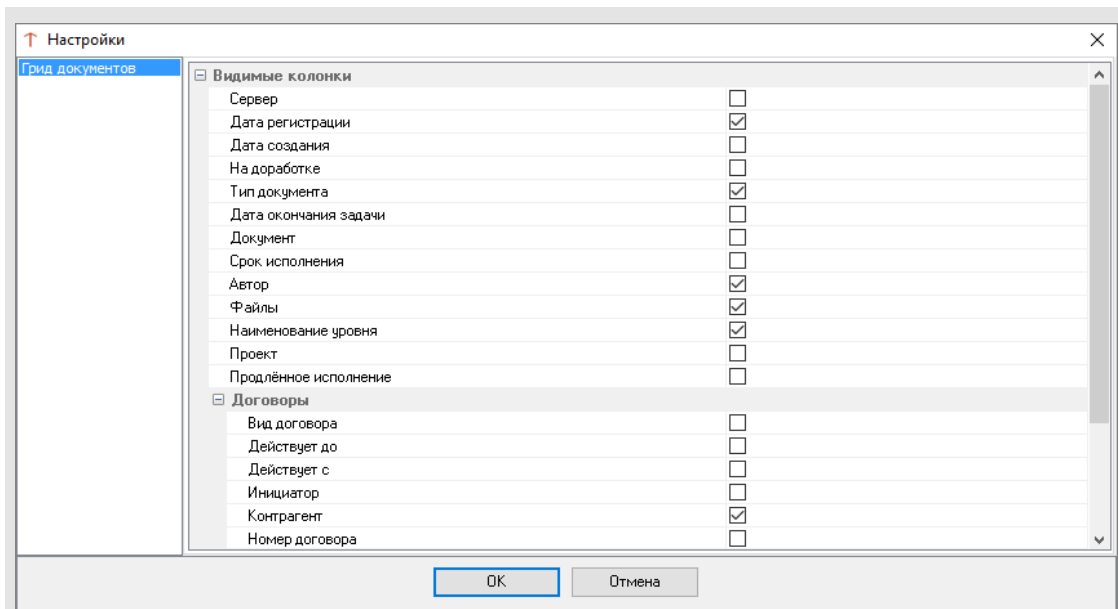 Настройки
Грид документов
Видимые колонки
Сервер
Дата регистрации
Дата создания
На доработке
Тип документа
Дата окончания задачи
Документ
Срок исполнения
Автор
Файлы
Наименование уровня
Проект
Продлённое исполнение
Договоры
Вид договора
Действует до
Действует с
Инициатор
Контрагент
Номер договора
OK Отмена